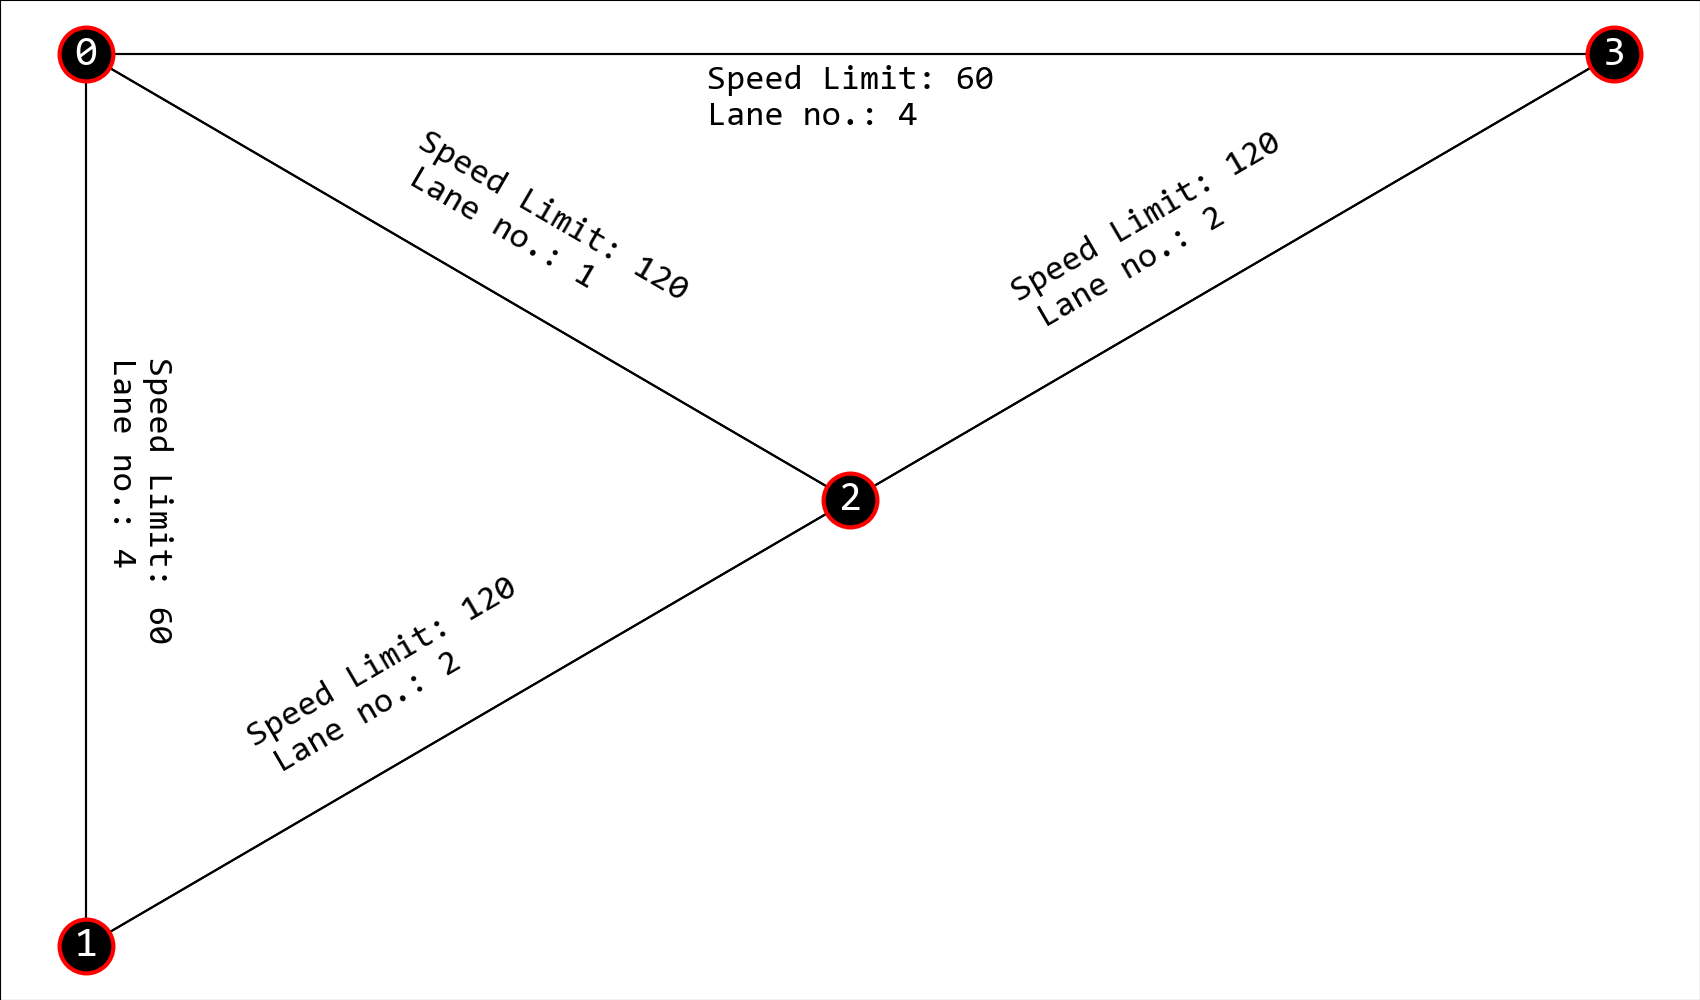 0
3
Speed Limit: 60
Lane no.: 4
Speed Limit: 120
Lane no.: 1
Speed Limit: 120
Lane no.: 2
Speed Limit: 60
Lane no.: 4
2
Speed Limit: 120
Lane no.: 2
1